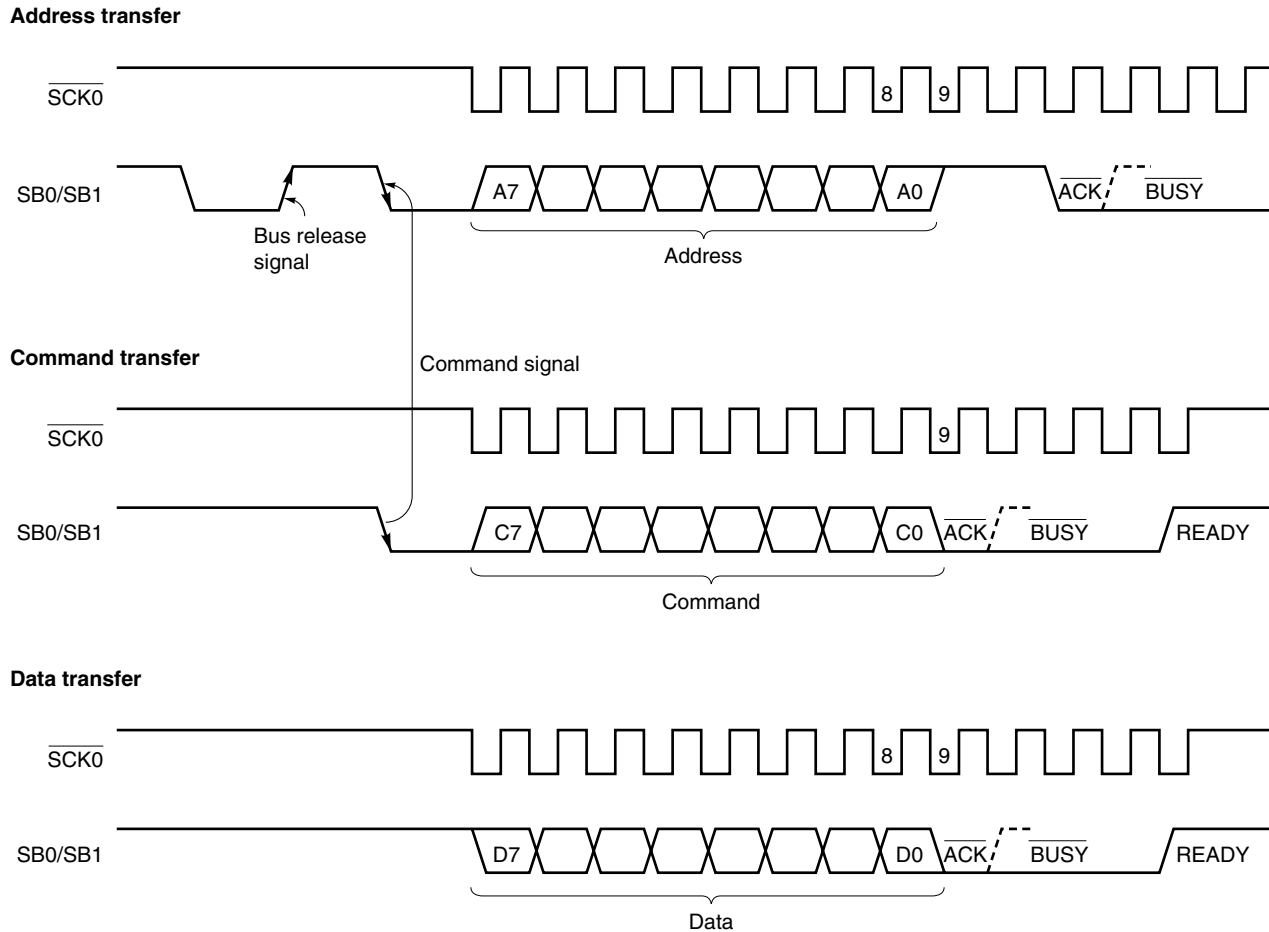 Address transfer
SCK0
8 9
SB0/SB1
A7 A0 ACK BUSY
Bus release
signal
Address
Command transfer
Command signal
SCK0
9
SB0/SB1
C7 C0 ACK BUSY READY
Command
Data transfer
SCK0
8 9
SB0/SB1
D7 D0 ACK BUSY READY
Data